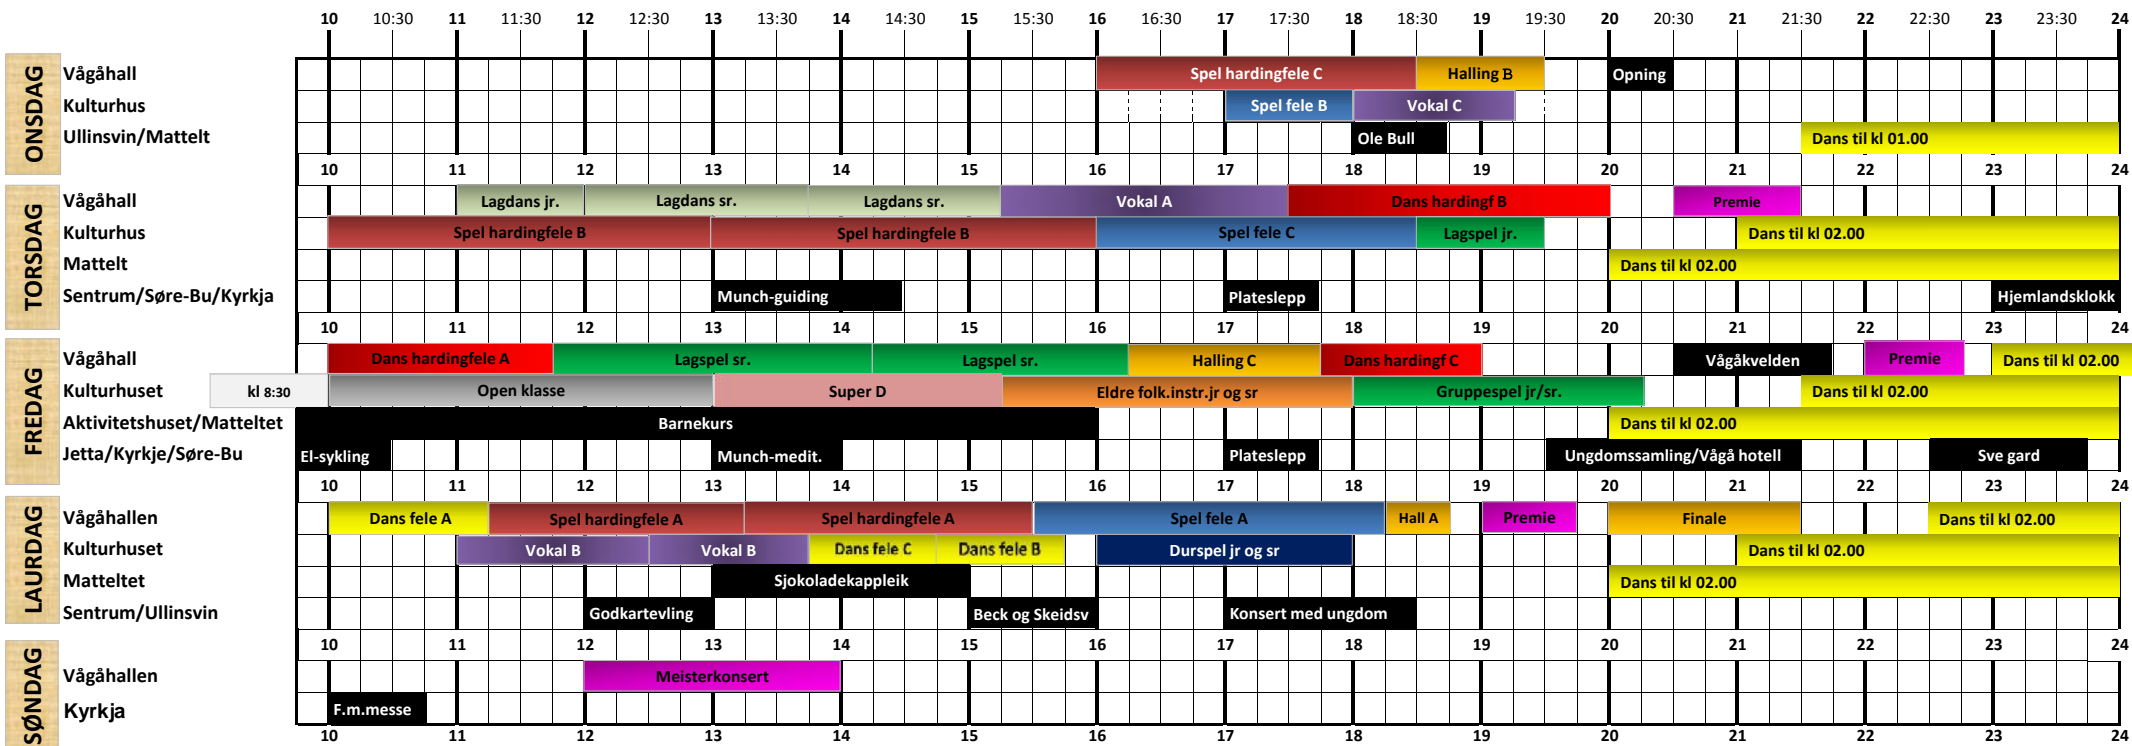 10 10:30 11 11:30 12 12:30 13 13:30 14 14:30 15 15:30 16 16:30 17 17:30 18 18:30 19 19:30 20 20:30 21 21:30 22 22:30 23 23:30 24
ONSDAG
Vågåhall Spel hardingfele C Halling B Opning
Kulturhus Spel fele B Vokal C
Ullinsvin/Mattelt Ole Bull Dans til kl 01.00
10 11 12 13 14 15 16 17 18 19 20 21 22 23 24
TORSDAG
Vågåhall Lagdans jr. Lagdans sr. Lagdans sr. Vokal A Dans hardingf B Premie
Kulturhus Spel hardingfele B Spel hardingfele B Spel fele C Lagspel jr. Dans til kl 02.00
Mattelt Dans til kl 02.00
Sentrum/Søre-Bu/Kyrkja Munch-guiding Plateslepp Hjemlandsklokk
10 11 12 13 14 15 16 17 18 19 20 21 22 23 24
FREDAG
Vågåhall Dans hardingfele A Lagspel sr. Lagspel sr. Halling C Dans hardingf C Vågåkvelden Premie Dans til kl 02.00
Kulturhuset kl 8:30 Open klasse Super D Eldre folk.instr.jr og sr Gruppespel jr/sr. Dans til kl 02.00
Aktivitetshuset/Matteltet Barnekurs Dans til kl 02.00
Jetta/Kyrkje/Søre-Bu El-sykling Munch-medit. Plateslepp Ungdomssamling/Vågå hotell Sve gard
10 11 12 13 14 15 16 17 18 19 20 21 22 23 24
LAURDAG
Vågåhallen Dans fele A Spel hardingfele A Spel hardingfele A Spel fele A Hall A Premie Finale Dans til kl 02.00
Kulturhuset Vokal B Vokal B Dans fele C Dans fele B Durspel jr og sr Dans til kl 02.00
Matteltet Sjokoladekappleik Dans til kl 02.00
Sentrum/Ullinsvin Godkartevling Beck og Skeidsv Konsert med ungdom
10 11 12 13 14 15 16 17 18 19 20 21 22 23 24
SØNDAG
Vågåhallen Meisterkonsert
Kyrkja F.m.messe
10 11 12 13 14 15 16 17 18 19 20 21 22 23 24